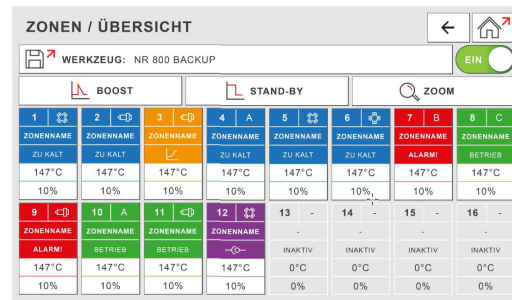 ZONEN / ÜBERSICHT
WERKZEUG: NR 800 BACKUP
EIN
BOOST STAND-BY ZOOM
1 2 3 4 A 5 6 7 B 8 C
ZONENNAME ZONENNAME ZONENNAME ZONENNAME ZONENNAME ZONENNAME ZONENNAME ZONENNAME
ZU KALT ZU KALT ZU KALT ZU KALT ZU KALT ALARM! BETRIEB
147°C 147°C 147°C 147°C 147°C 147°C 147°C 147°C
10% 10% 10% 10% 10% 10% 10% 10%
9 10 A 11 12 13 - 14 - 15 - 16 -
ZONENNAME ZONENNAME ZONENNAME ZONENNAME - - - -
ALARM! BETRIEB BETRIEB INAKTIV INAKTIV INAKTIV INAKTIV
147°C 147°C 147°C 147°C 0°C 0°C 0°C 0°C
10% 10% 10% 10% 0% 0% 0% 0%